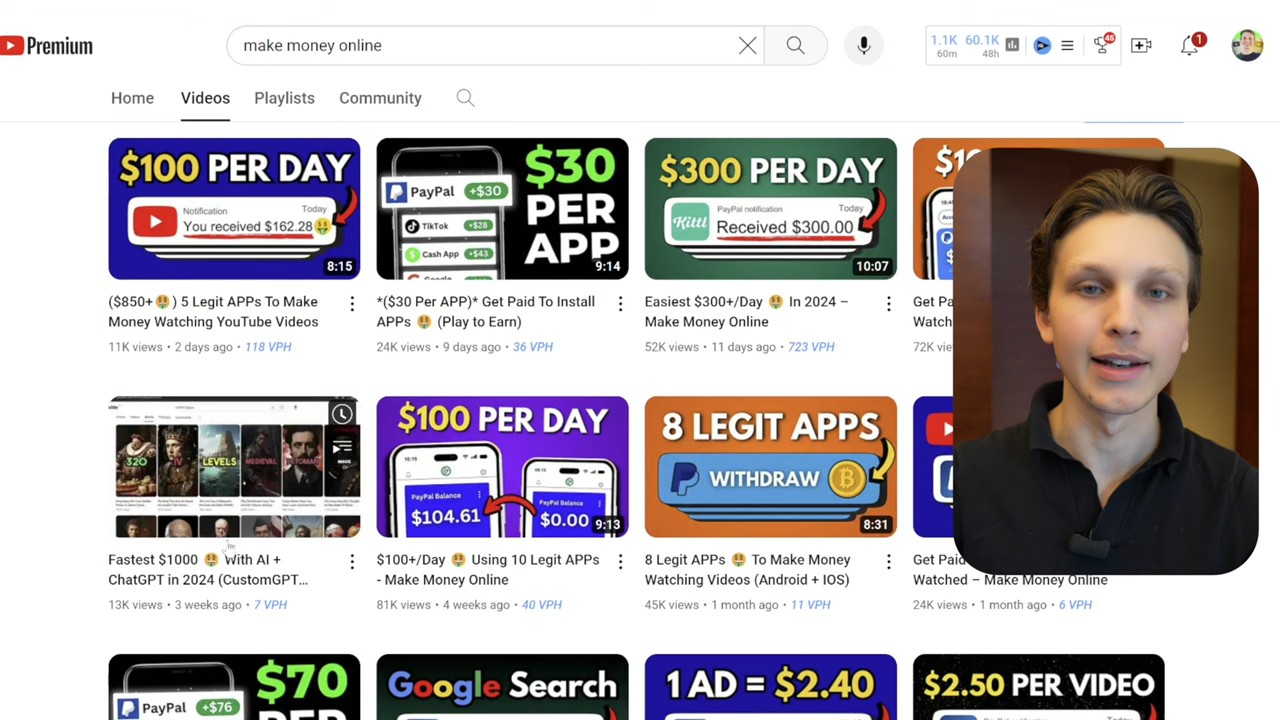 Premium
make money online
1.1K 60.1K
60m 48h
45
1
Home
Videos
Playlists
Community
$100 PER DAY
Notification
Today
You received $162.28
8:15
PayPal
+$30
TikTok
+$28
Cash App
+$43
$30
PER
APP
9:14
$300 PER DAY
Kittl
PayPal notification
Today
Received $300.00
10:07
($850+🤑) 5 Legit APPs To Make
Money Watching YouTube Videos
11K views • 2 days ago • 118 VPH
*($30 Per APP)* Get Paid To Install
APPs 🤑 (Play to Earn)
24K views • 9 days ago • 36 VPH
Easiest $300+/Day 🤑 In 2024 –
Make Money Online
52K views • 11 days ago • 723 VPH
Get Pa
Watch
72K vie
320
IV
LEVELS
MEDIEVAL
$100 PER DAY
PayPal Balance
$104.61
PayPal Balance
$0.00
9:13
8 LEGIT APPS
WITHDRAW
8:31
Fastest $1000 🤑 With AI +
ChatGPT in 2024 (CustomGPT...
13K views • 3 weeks ago • 7 VPH
$100+/Day 🤑 Using 10 Legit APPs
- Make Money Online
81K views • 4 weeks ago • 40 VPH
8 Legit APPs 🤑 To Make Money
Watching Videos (Android + IOS)
45K views • 1 month ago • 11 VPH
Get Paid
Watched – Make Money Online
24K views • 1 month ago • 6 VPH
PayPal
+$76
$70
Google Search
1 AD = $2.40
$2.50 PER VIDEO